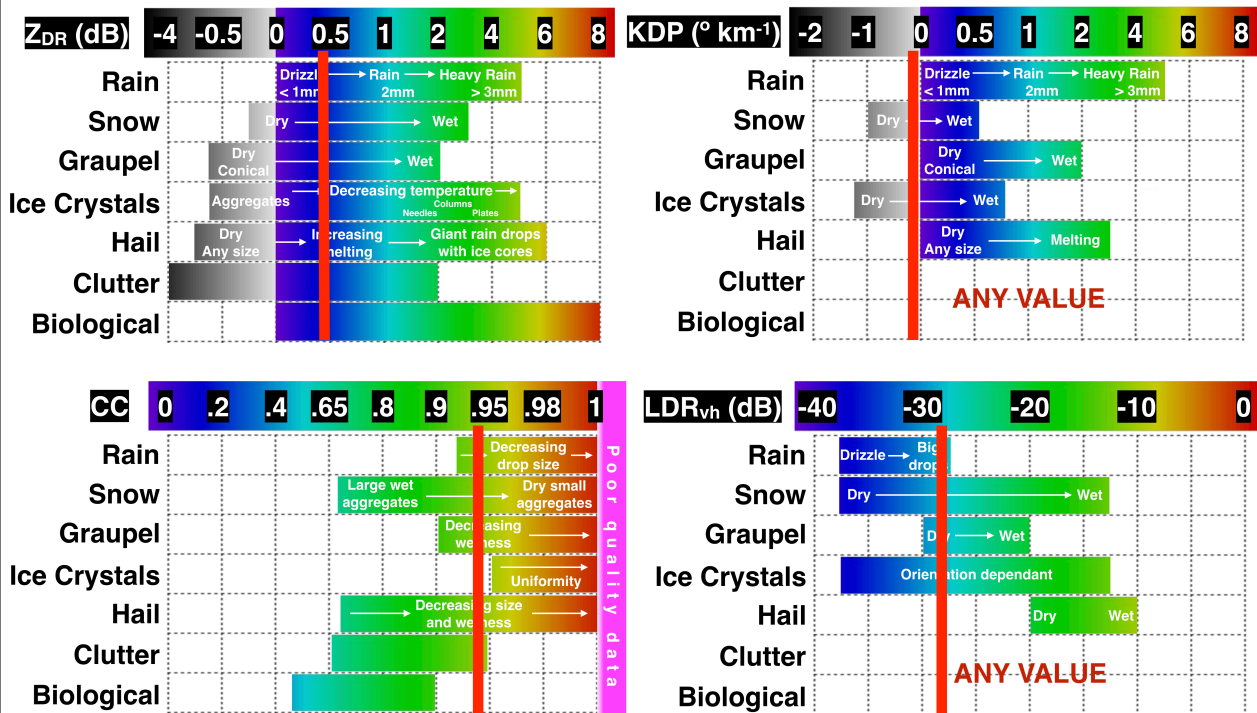 ZDR (dB) -4 -0.5 0 0.5 1 2 4 6 8
Rain Drizzle → Rain → Heavy Rain
< 1mm 2mm > 3mm
Snow Dry → Wet
Graupel Dry → Wet
Conical
Ice Crystals Aggregates → Decreasing temperature →
Columns
Needles Plates
Hail Dry → Increasing → Giant rain drops
Any size melting with ice cores
Clutter
Biological
KDP (° km-1) -2 -1 0 0.5 1 2 4 6 8
Rain Drizzle → Rain → Heavy Rain
< 1mm 2mm > 3mm
Snow Dry → Wet
Graupel Dry → Wet
Conical
Ice Crystals Dry → Wet
Hail Dry → Melting
Any size
Clutter
ANY VALUE
Biological
CC 0 .2 .4 .65 .8 .9 .95 .98 1
Rain → Decreasing →
drop size
Snow Large wet → Dry small
aggregates aggregates
Graupel Decreasing →
wetness
Ice Crystals →
Uniformity
Hail → Decreasing size →
and wetness
Clutter
Biological
Poor quality data
LDRvh (dB) -40 -30 -20 -10 0
Rain Drizzle → Big
drops
Snow Dry → Wet
Graupel Dry → Wet
Ice Crystals Orientation dependant
Hail Dry Wet
Clutter
ANY VALUE
Biological